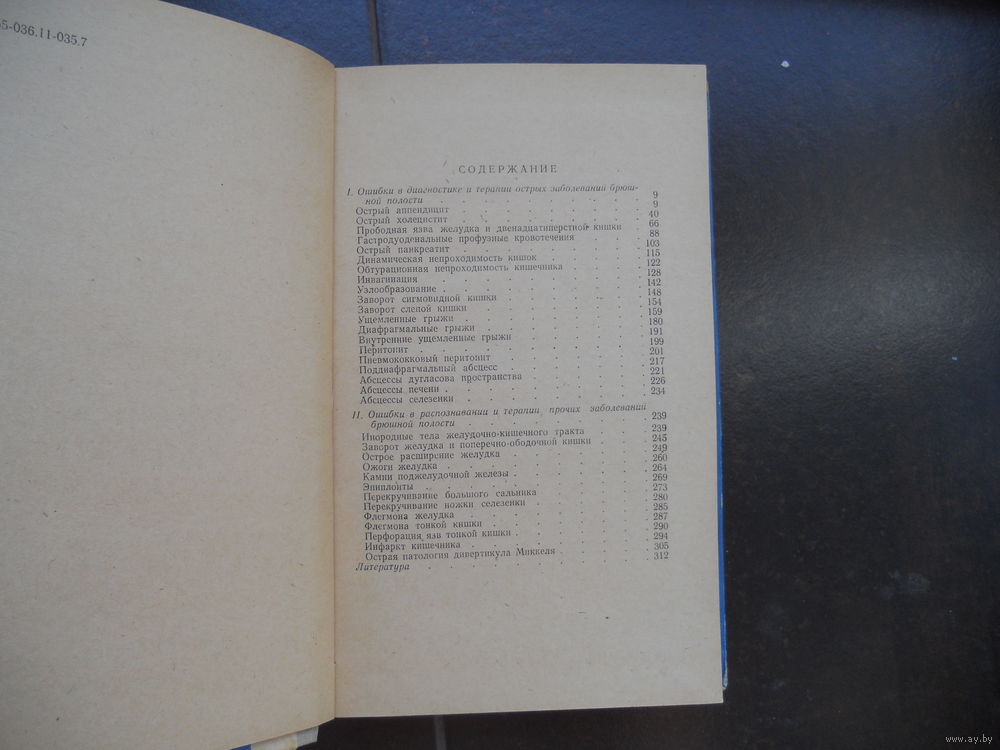 5-036.11-035.7
СОДЕРЖАНИЕ
I. Ошибки в диагностике и терапии острых заболеваний брюш-
ной полости . . . . . . . . . 9
Острый аппендицит . . . . . . . . 9
Острый холецистит . . . . . . . . 40
Прободная язва желудка и двенадцатиперстной кишки . 66
Гастродуоденальные профузные кровотечения . . . . 88
Острый панкреатит . . . . . . . . 103
Динамическая непроходимость кишок . . . . . 115
Обтурационная непроходимость кишечника . . . . 122
Инвагинация . . . . . . . . . 128
Узлообразование . . . . . . . . . 142
Заворот сигмовидной кишки . . . . . . 148
Заворот слепой кишки . . . . . . . 154
Ущемленные грыжи . . . . . . . . 159
Диафрагмальные грыжи . . . . . . . 180
Внутренние ущемленные грыжи . . . . . . 191
Перитонит . . . . . . . . . . 199
Пневмококковый перитонит . . . . . . 201
Поддиафрагмальный абсцесс . . . . . . 217
Абсцессы дугласова пространства . . . . . 221
Абсцессы печени . . . . . . . . . 226
Абсцессы селезенки . . . . . . . . 234
II. Ошибки в распознавании и терапии прочих заболеваний
брюшной полости . . . . . . . . 239
Инородные тела желудочно-кишечного тракта . . . 239
Заворот желудка и поперечно-ободочной кишки . . . 245
Острое расширение желудка . . . . . . 249
Ожоги желудка . . . . . . . . . 260
Камни поджелудочной железы . . . . . . 264
Эпиплоиты . . . . . . . . . . 269
Перекручивание большого сальника . . . . . 273
Перекручивание ножки селезенки . . . . . 280
Флегмона желудка . . . . . . . . 285
Флегмона тонкой кишки . . . . . . . 287
Перфорация язв тонкой кишки . . . . . . 290
Инфаркт кишечника . . . . . . . . 294
Острая патология дивертикула Миккеля . . . . 305
Литература . . . . . . . . . . 312
www.ay.by